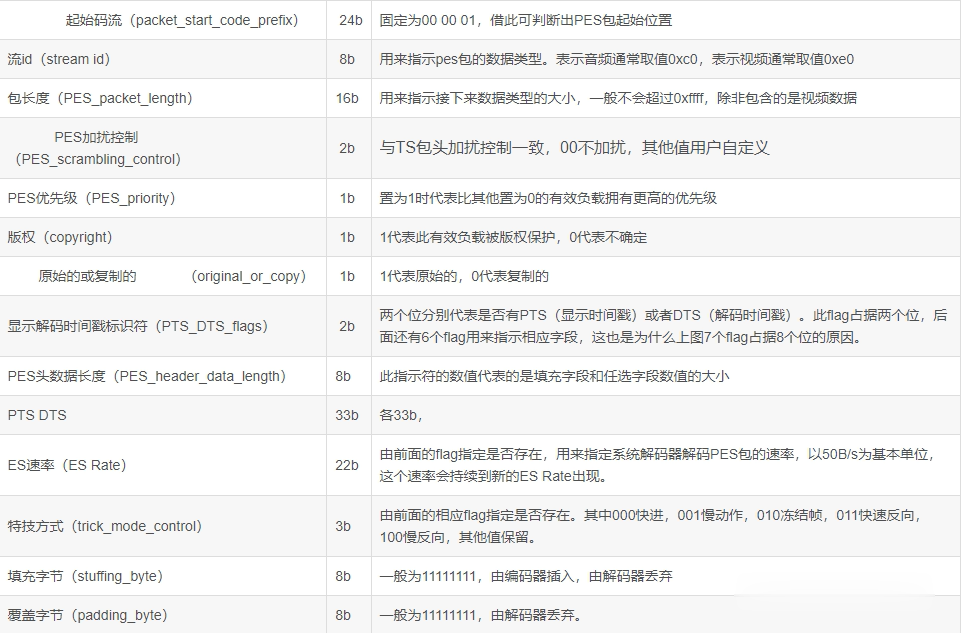 起始码流（packet_start_code_prefix） 24b 固定为00 00 01，借此可判断出PES包起始位置
流id（stream id） 8b 用来指示pes包的数据类型。表示音频通常取值0xc0，表示视频通常取值0xe0
包长度（PES_packet_length） 16b 用来指示接下来数据类型的大小，一般不会超过0xffff，除非包含的是视频数据
PES加扰控制
（PES_scrambling_control） 2b 与TS包头加扰控制一致，00不加扰，其他值用户自定义
PES优先级（PES_priority） 1b 置为1时代表比其他置为0的有效负载拥有更高的优先级
版权（copyright） 1b 1代表此有效负载被版权保护，0代表不确定
原始的或复制的 （original_or_copy） 1b 1代表原始的，0代表复制的
显示解码时间戳标识符（PTS_DTS_flags） 2b 两个位分别代表是否有PTS（显示时间戳）或者DTS（解码时间戳）。此flag占据两个位，后
面还有6个flag用来指示相应字段，这也是为什么上图7个flag占据8个位的原因。
PES头数据长度（PES_header_data_length） 8b 此指示符的数值代表的是填充字段和任选字段数值的大小
PTS DTS 33b 各33b，
ES速率（ES Rate） 22b 由前面的flag指定是否存在，用来指定系统解码器解码PES包的速率，以50B/s为基本单位，
这个速率会持续到新的ES Rate出现。
特技方式（trick_mode_control） 3b 由前面的相应flag指定是否存在。其中000快进，001慢动作，010冻结帧，011快速反向，
100慢反向，其他值保留。
填充字节（stuffing_byte） 8b 一般为11111111，由编码器插入，由解码器丢弃
覆盖字节（padding_byte） 8b 一般为11111111，由解码器丢弃。